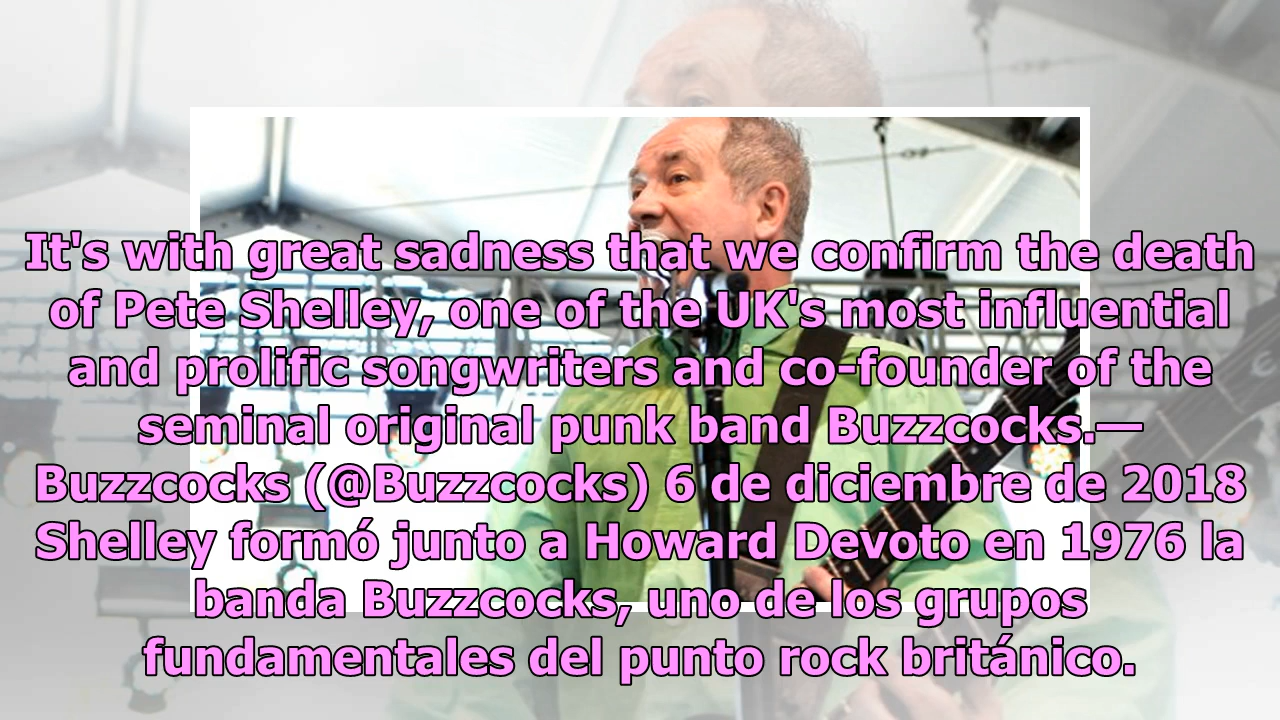 It's with great sadness that we confirm the death
of Pete Shelley, one of the UK's most influential
and prolific songwriters and co-founder of the
seminal original punk band Buzzcocks.—
Buzzcocks (@Buzzcocks) 6 de diciembre de 2018
Shelley formó junto a Howard Devoto en 1976 la
banda Buzzcocks, uno de los grupos
fundamentales del punto rock británico.